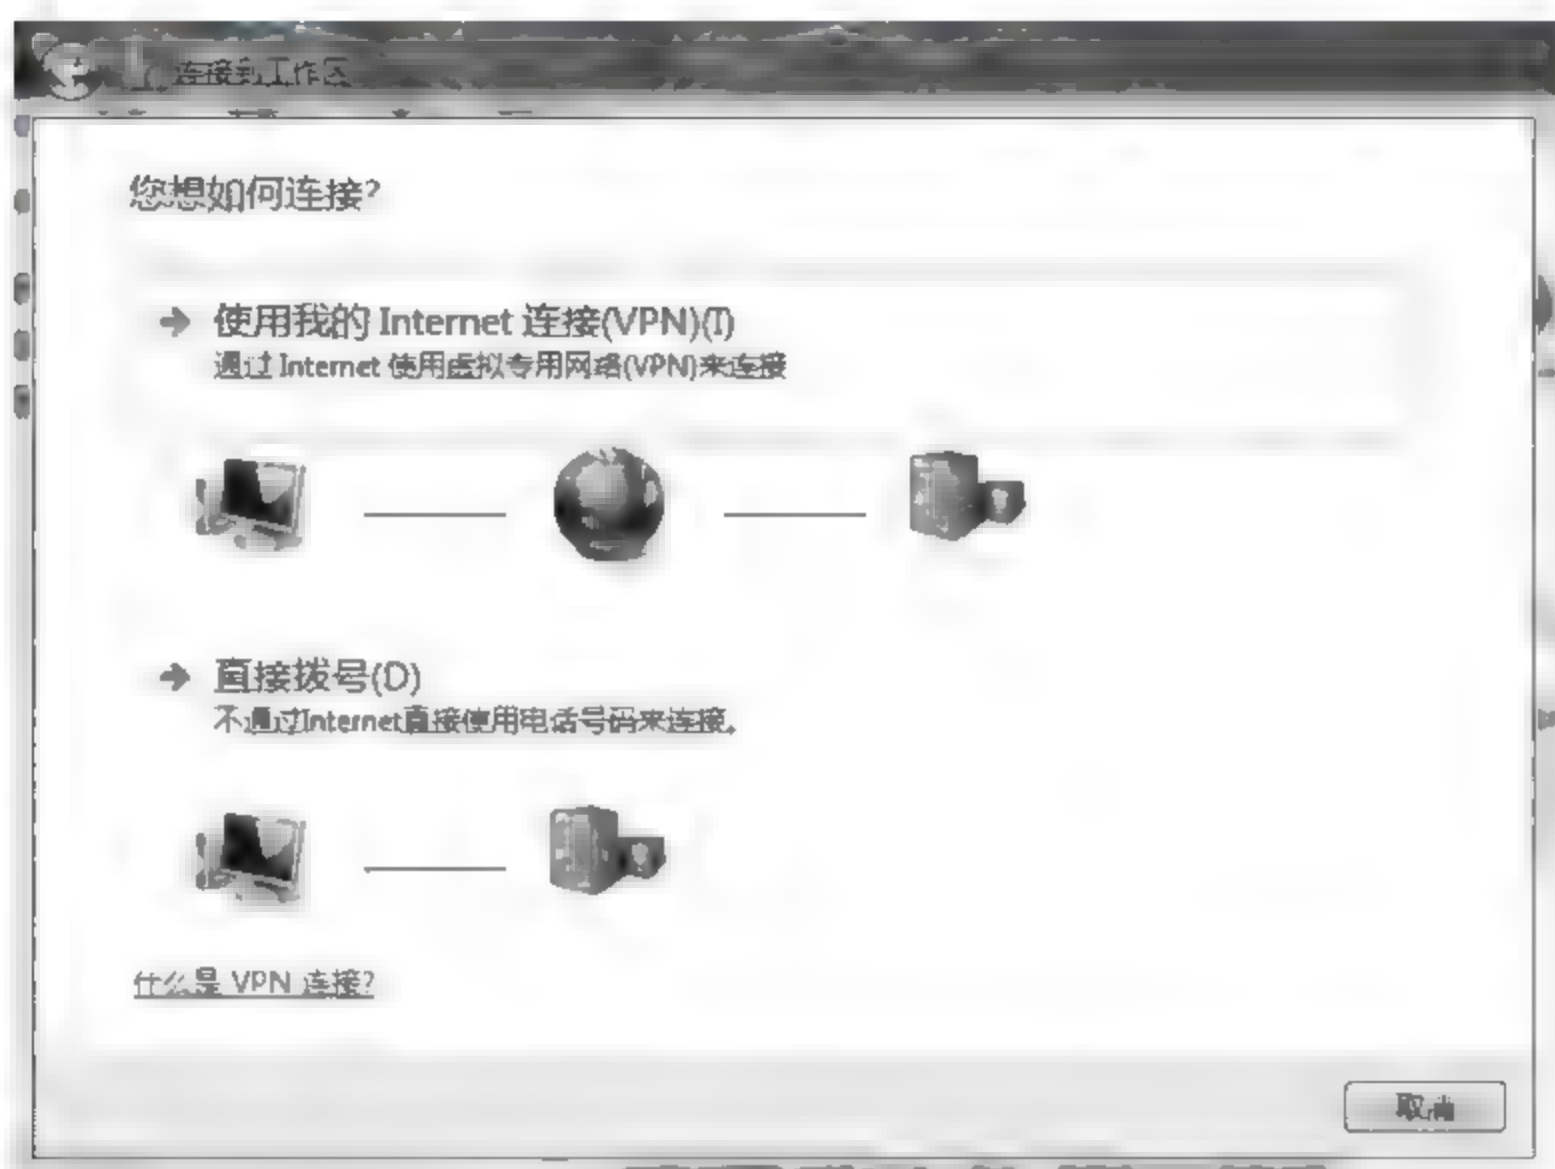 连接到工作区
您想如何连接?
使用我的 Internet 连接(VPN)(I)
通过 Internet 使用虚拟专用网络(VPN)来连接
直接拨号(D)
不通过Internet直接使用电话号码来连接。
什么是 VPN 连接?
取消